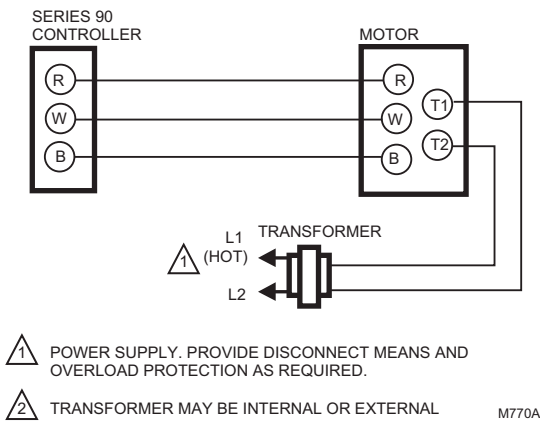 SERIES 90
CONTROLLER
MOTOR
R
R
T1
W
W
T2
B
B
TRANSFORMER
L1
(HOT)
1
L2
1 POWER SUPPLY. PROVIDE DISCONNECT MEANS AND
OVERLOAD PROTECTION AS REQUIRED.
2 TRANSFORMER MAY BE INTERNAL OR EXTERNAL
M770A